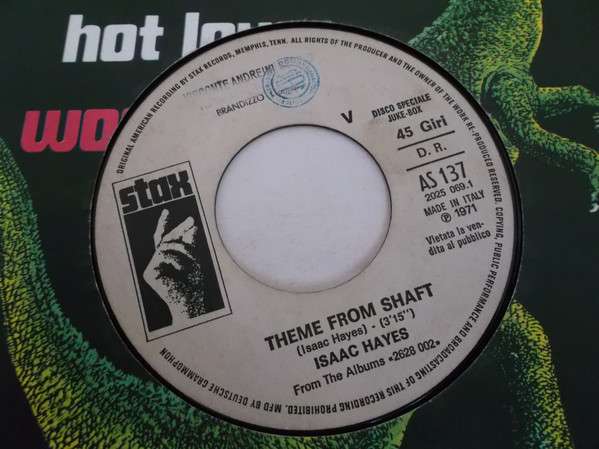 hot
wo
ORIGINAL AMERICAN RECORDING BY STAX RECORDS, MEMPHIS, TENN. ALL RIGHTS OF THE PRODUCER AND THE OWNER OF THE WORK RE-PRODUCED RESERVED. COPYING, PUBLIC PERFORMANCE AND BROADCASTING OF THIS RECORDING PROHIBITED. MFD BY DEUTSCHE GRAMMOPHON
BRANDIZZO
V
DISCO SPECIALE
JUKE-BOX
45 Giri
D. R.
AS 137
2025 069.1
MADE IN ITALY
℗ 1971
Vietata la ven-
dita al pubblico
stax
THEME FROM SHAFT
(Isaac Hayes) - (3'15")
ISAAC HAYES
From The Albums «2628 002»